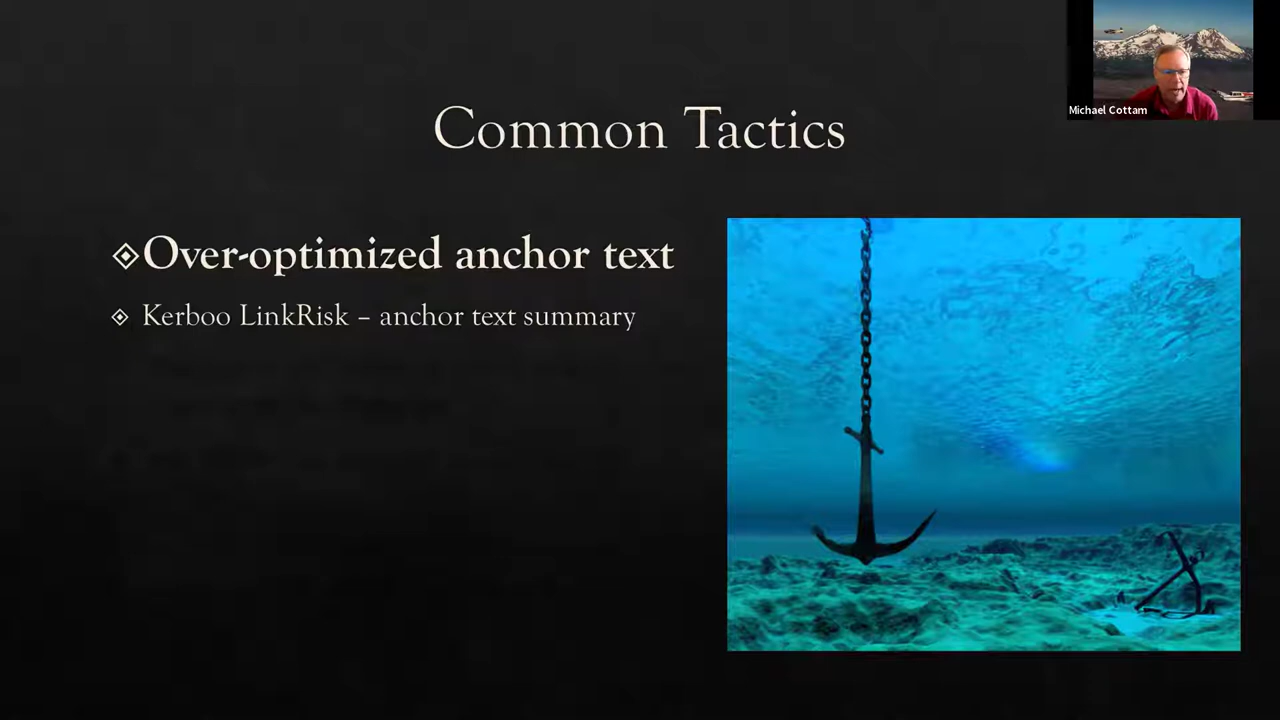 Michael Cottam
Common Tactics
Over-optimized anchor text
Kerboo LinkRisk – anchor text summary